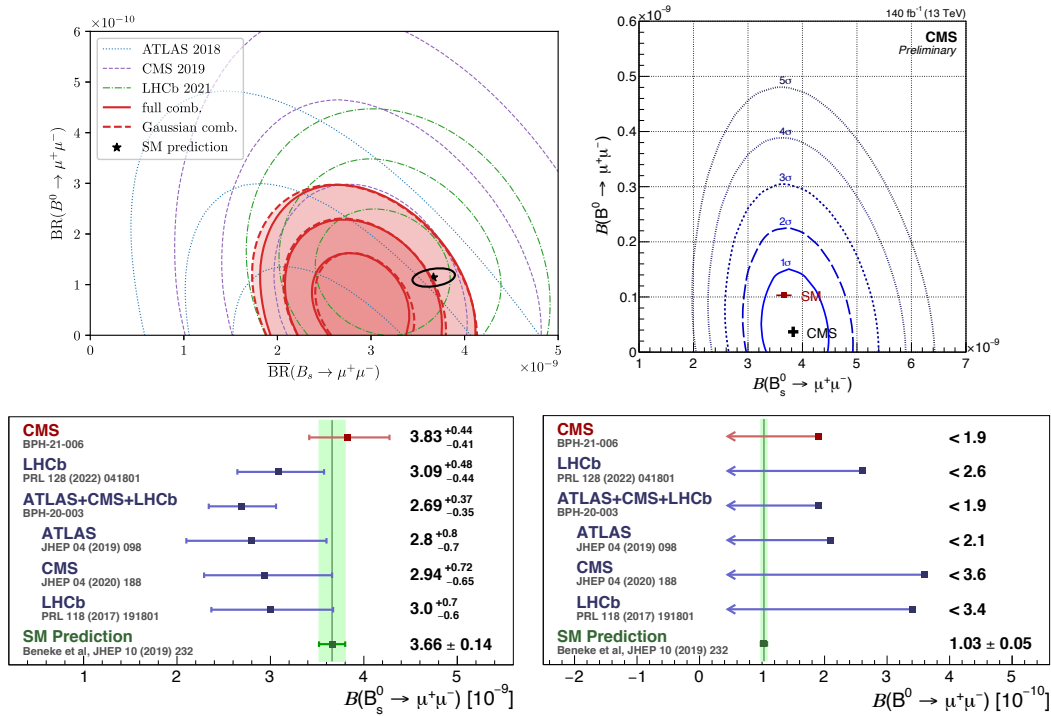 ×10⁻¹⁰
6
5
4
3
2
1
0
BR(B⁰ → μ⁺μ⁻)
ATLAS 2018
CMS 2019
LHCb 2021
full comb.
Gaussian comb.
SM prediction
0
1
2
3
4
5
×10⁻⁹
B̅R̅(Bₛ → μ⁺μ⁻)
×10⁻⁹
140 fb⁻¹ (13 TeV)
CMS
Preliminary
0.6
0.5
0.4
0.3
0.2
0.1
0
B(B⁰ → μ⁺μ⁻)
5σ
4σ
3σ
2σ
1σ
SM
CMS
1
2
3
4
5
6
7
×10⁻⁹
B(B⁰ₛ → μ⁺μ⁻)
CMS
BPH-21-006
3.83 +0.44 −0.41
LHCb
PRL 128 (2022) 041801
3.09 +0.48 −0.44
ATLAS+CMS+LHCb
BPH-20-003
2.69 +0.37 −0.35
ATLAS
JHEP 04 (2019) 098
2.8 +0.8 −0.7
CMS
JHEP 04 (2020) 188
2.94 +0.72 −0.65
LHCb
PRL 118 (2017) 191801
3.0 +0.7 −0.6
SM Prediction
Beneke et al, JHEP 10 (2019) 232
3.66 ± 0.14
1
2
3
4
5
B(B⁰ₛ → μ⁺μ⁻) [10⁻⁹]
CMS
BPH-21-006
< 1.9
LHCb
PRL 128 (2022) 041801
< 2.6
ATLAS+CMS+LHCb
BPH-20-003
< 1.9
ATLAS
JHEP 04 (2019) 098
< 2.1
CMS
JHEP 04 (2020) 188
< 3.6
LHCb
PRL 118 (2017) 191801
< 3.4
SM Prediction
Beneke et al, JHEP 10 (2019) 232
1.03 ± 0.05
−2
−1
0
1
2
3
4
5
B(B⁰ → μ⁺μ⁻) [10⁻¹⁰]